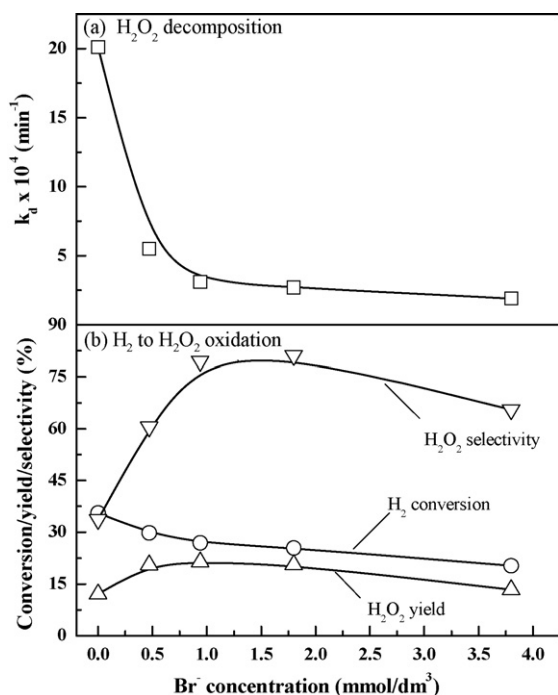 (a) H₂O₂ decomposition
20
15
10
5
k_d x 10⁻⁴ (min⁻¹)
90
(b) H₂ to H₂O₂ oxidation
75
60
45
30
15
0
Conversion/yield/selectivity (%)
H₂O₂ selectivity
H₂ conversion
H₂O₂ yield
0.0 0.5 1.0 1.5 2.0 2.5 3.0 3.5 4.0
Br⁻ concentration (mmol/dm³)